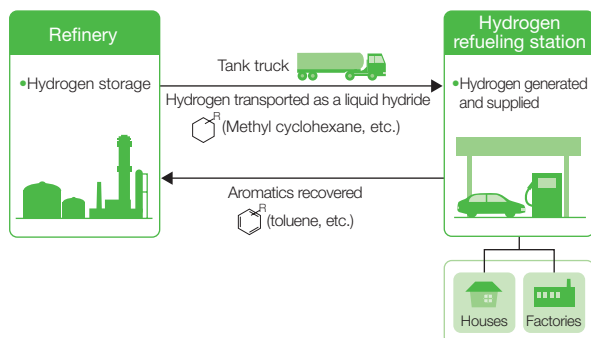 Refinery
•Hydrogen storage
Tank truck
Hydrogen transported as a liquid hydride
R
(Methyl cyclohexane, etc.)
Aromatics recovered
R
(toluene, etc.)
Hydrogen
refueling station
•Hydrogen generated
and supplied
Houses
Factories